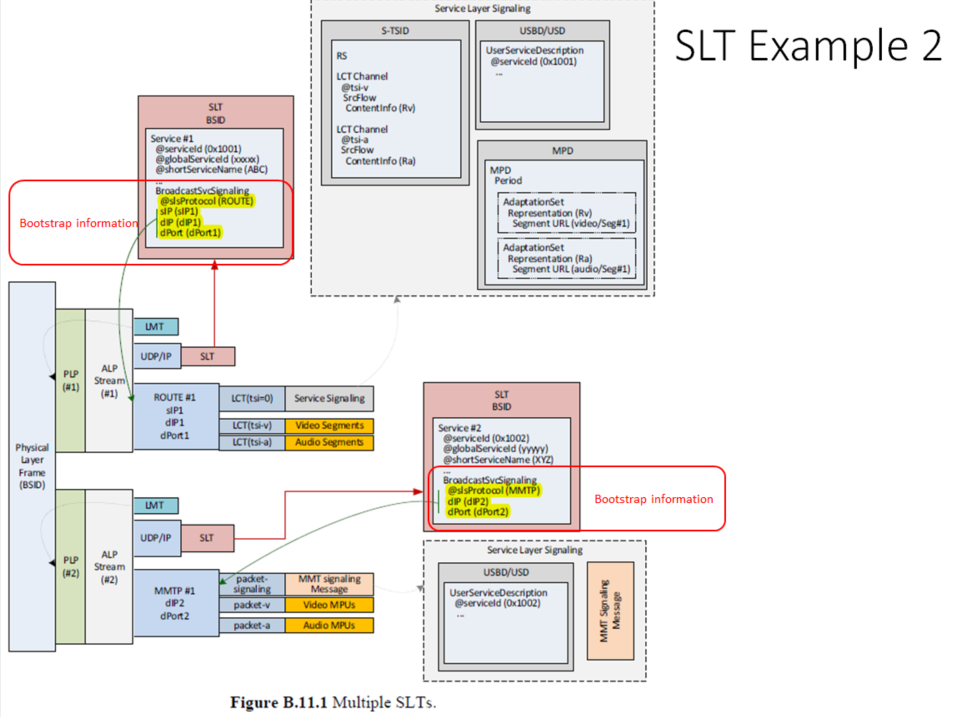 SLT Example 2
Service Layer Signaling
S-TSID
RS
LCT Channel
@tsi-v
SrcFlow
ContentInfo (Rv)
LCT Channel
@tsi-a
SrcFlow
ContentInfo (Ra)
USBD/USD
UserServiceDescription
@serviceId (0x1001)
...
MPD
MPD
Period
AdaptationSet
Representation (Rv)
Segment URL (video/Seg#1)
AdaptationSet
Representation (Ra)
Segment URL (audio/Seg#1)
SLT
BSID
Service #1
@serviceId (0x1001)
@globalServiceId (xxxxx)
@shortServiceName (ABC)
...
BroadcastSvcSignaling
@slsProtocol (ROUTE)
sIP (sIP1)
dIP (dIP1)
dPort (dPort1)
Bootstrap information
Physical
Layer
Frame
(BSID)
PLP
(#1)
ALP
Stream
(#1)
LMT
UDP/IP
SLT
ROUTE #1
sIP1
dIP1
dPort1
LCT(tsi=0)
Service Signaling
LCT(tsi-v)
Video Segments
LCT(tsi-a)
Audio Segments
SLT
BSID
Service #2
@serviceId (0x1002)
@globalServiceId (yyyyy)
@shortServiceName (XYZ)
...
BroadcastSvcSignaling
@slsProtocol (MMTP)
dIP (dIP2)
dPort (dPort2)
Bootstrap information
PLP
(#2)
ALP
Stream
(#2)
LMT
UDP/IP
SLT
MMTP #1
dIP2
dPort2
packet-
signaling
MMT signaling
Message
packet-v
Video MPUs
packet-a
Audio MPUs
Service Layer Signaling
USBD/USD
UserServiceDescription
@serviceId (0x1002)
...
MMT Signaling
Message
Figure B.11.1 Multiple SLTs.